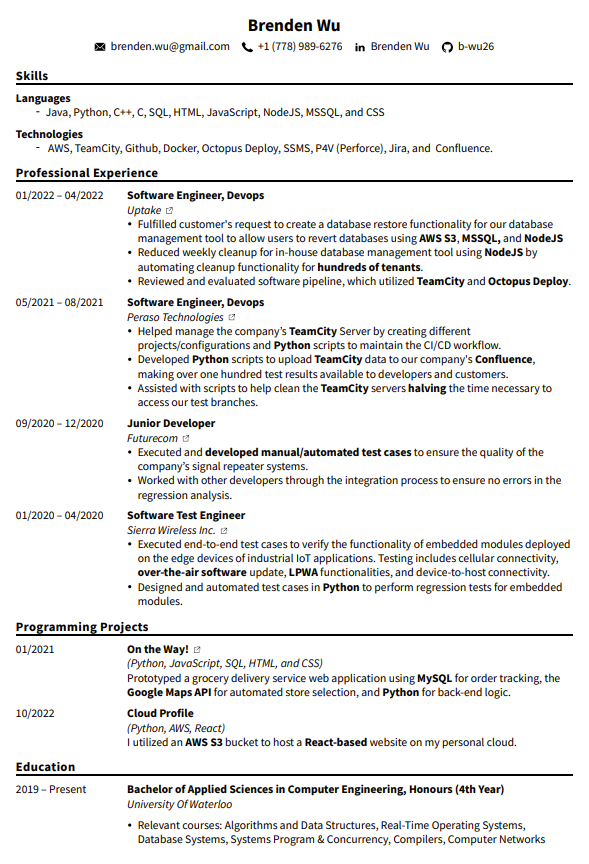 Brenden Wu
brenden.wu@gmail.com +1 (778) 989-6276 Brenden Wu b-wu26
Skills
Languages
- Java, Python, C++, C, SQL, HTML, JavaScript, NodeJS, MSSQL, and CSS
Technologies
- AWS, TeamCity, Github, Docker, Octopus Deploy, SSMS, P4V (Perforce), Jira, and Confluence.
Professional Experience
01/2022 – 04/2022 Software Engineer, Devops
Uptake
• Fulfilled customer's request to create a database restore functionality for our database
management tool to allow users to revert databases using AWS S3, MSSQL, and NodeJS
• Reduced weekly cleanup for in-house database management tool using NodeJS by
automating cleanup functionality for hundreds of tenants.
• Reviewed and evaluated software pipeline, which utilized TeamCity and Octopus Deploy.
05/2021 – 08/2021 Software Engineer, Devops
Peraso Technologies
• Helped manage the company's TeamCity Server by creating different
projects/configurations and Python scripts to maintain the CI/CD workflow.
• Developed Python scripts to upload TeamCity data to our company's Confluence,
making over one hundred test results available to developers and customers.
• Assisted with scripts to help clean the TeamCity servers halving the time necessary to
access our test branches.
09/2020 – 12/2020 Junior Developer
Futurecom
• Executed and developed manual/automated test cases to ensure the quality of the
company's signal repeater systems.
• Worked with other developers through the integration process to ensure no errors in the
regression analysis.
01/2020 – 04/2020 Software Test Engineer
Sierra Wireless Inc.
• Executed end-to-end test cases to verify the functionality of embedded modules deployed
on the edge devices of industrial IoT applications. Testing includes cellular connectivity,
over-the-air software update, LPWA functionalities, and device-to-host connectivity.
• Designed and automated test cases in Python to perform regression tests for embedded
modules.
Programming Projects
01/2021 On the Way!
(Python, JavaScript, SQL, HTML, and CSS)
Prototyped a grocery delivery service web application using MySQL for order tracking, the
Google Maps API for automated store selection, and Python for back-end logic.
10/2022 Cloud Profile
(Python, AWS, React)
I utilized an AWS S3 bucket to host a React-based website on my personal cloud.
Education
2019 – Present Bachelor of Applied Sciences in Computer Engineering, Honours (4th Year)
University Of Waterloo
• Relevant courses: Algorithms and Data Structures, Real-Time Operating Systems,
Database Systems, Systems Program & Concurrency, Compilers, Computer Networks